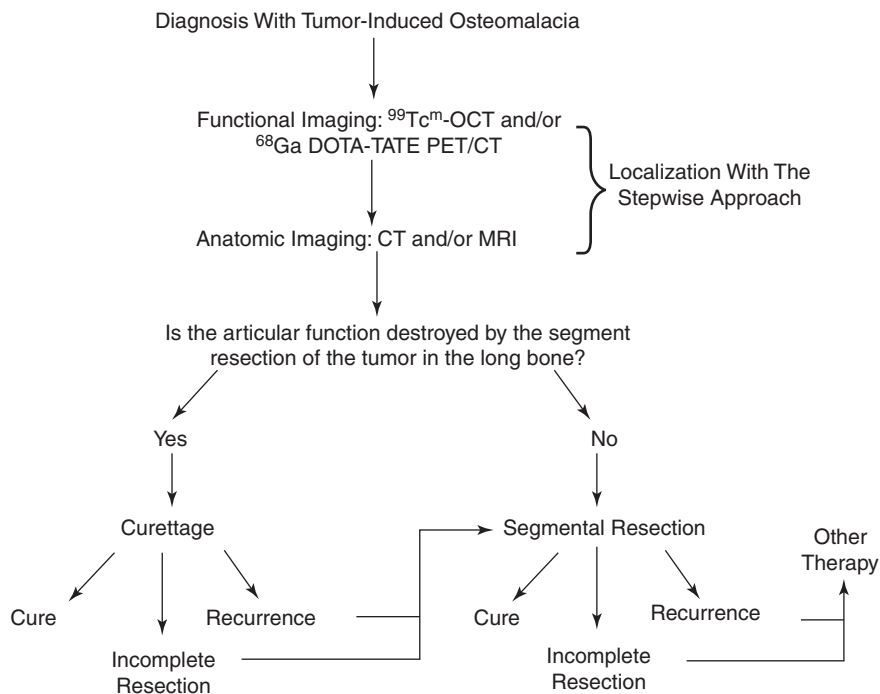 Diagnosis With Tumor-Induced Osteomalacia
Functional Imaging: ⁹⁹Tcᵐ-OCT and/or
⁶⁸Ga DOTA-TATE PET/CT
Localization With The
Stepwise Approach
Anatomic Imaging: CT and/or MRI
Is the articular function destroyed by the segment
resection of the tumor in the long bone?
Yes
No
Curettage
Segmental Resection
Other
Therapy
Cure
Recurrence
Incomplete
Resection
Cure
Recurrence
Incomplete
Resection